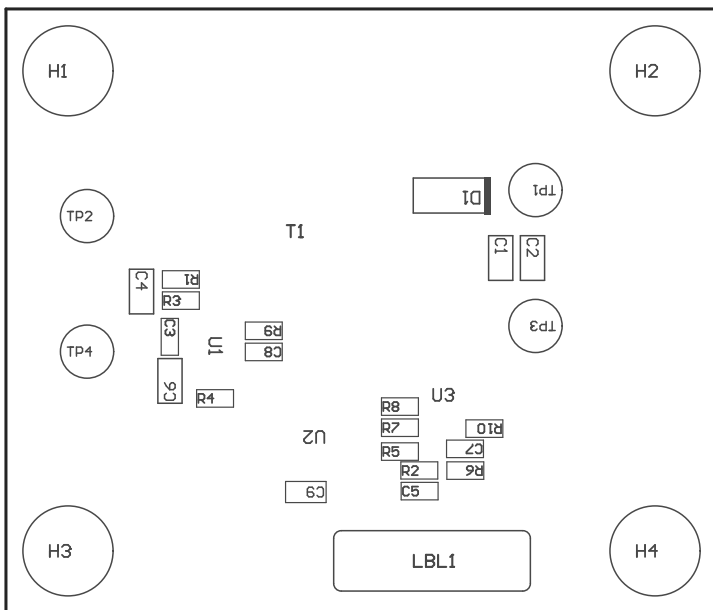 H1
H2
D1
TP1
TP2
T1
C1
C2
C4
R1
R3
C3
R9
TP3
U1
TP4
C8
C6
R4
U3
R8
R7
R10
U2
R5
C7
R2
R6
C9
C5
H3
H4
LBL1